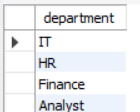 department
IT
HR
Finance
Analyst